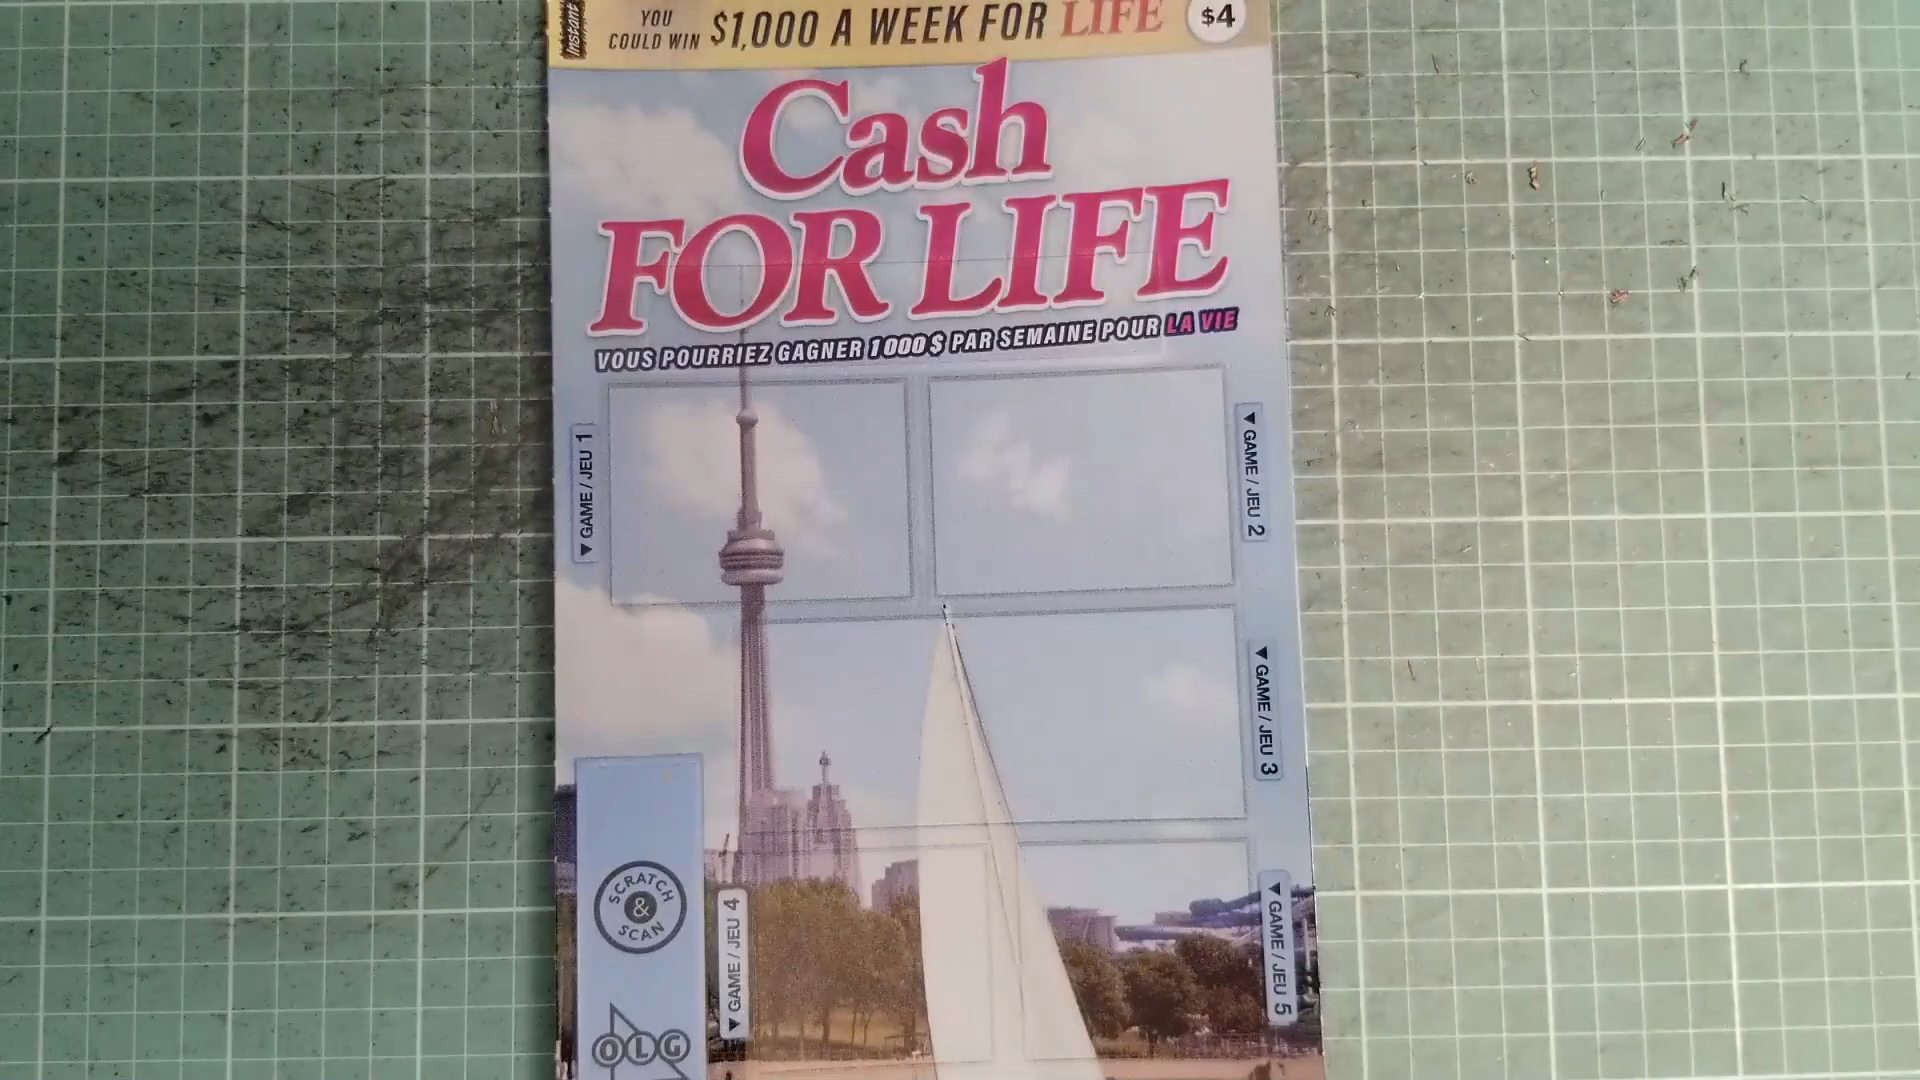 Instant
YOU COULD WIN $1,000 A WEEK FOR LIFE
$4
Cash
FOR LIFE
VOUS POURRIEZ GAGNER 1000$ PAR SEMAINE POUR LA VIE
▼ GAME / JEU 1
▼ GAME / JEU 2
▼ GAME / JEU 3
▼ GAME / JEU 4
▼ GAME / JEU 5
SCRATCH & SCAN
OLG